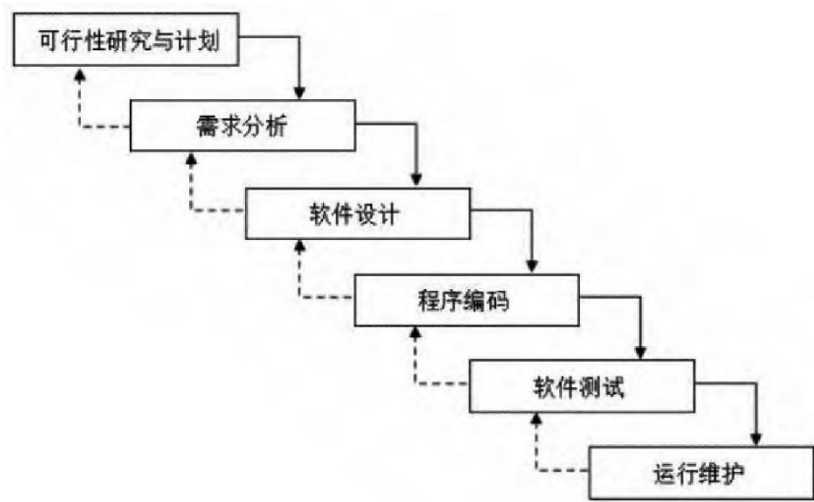 可行性研究与计划
需求分析
软件设计
程序编码
软件测试
运行维护